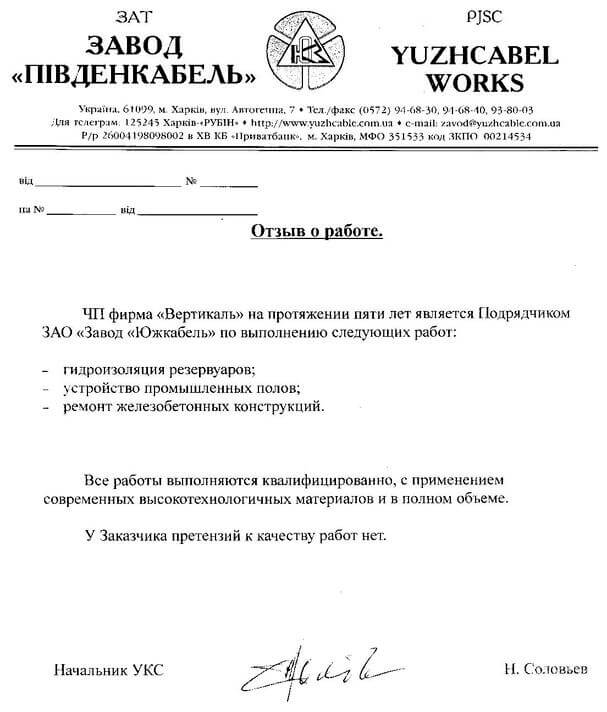 ЗАТ
ЗАВОД
«ПІВДЕНКАБЕЛЬ»
PJSC
YUZHCABEL
WORKS
Україна, 61099, м. Харків, вул. Автогенна, 7 • Тел./факс (0572) 94-68-30, 94-68-40, 93-80-03
Для телеграм. 125245 Харків-«РУБІН» • http://www.yuzhcable.com.ua • e-mail: zavod@yuzhcable.com.ua
Р/р 26004198098002 в ХВ КБ «Приватбанк». м. Харків, МФО 351533 код ЗКПО 00214534
від № 
на № від
Отзыв о работе.
ЧП фирма «Вертикаль» на протяжении пяти лет является Подрядчиком
ЗАО «Завод «Южкабель» по выполнению следующих работ:
- гидроизоляция резервуаров;
- устройство промышленных полов;
- ремонт железобетонных конструкций.
Все работы выполняются квалифицированно, с применением
современных высокотехнологичных материалов и в полном объеме.
У Заказчика претензий к качеству работ нет.
Начальник УКС
Н. Соловьев